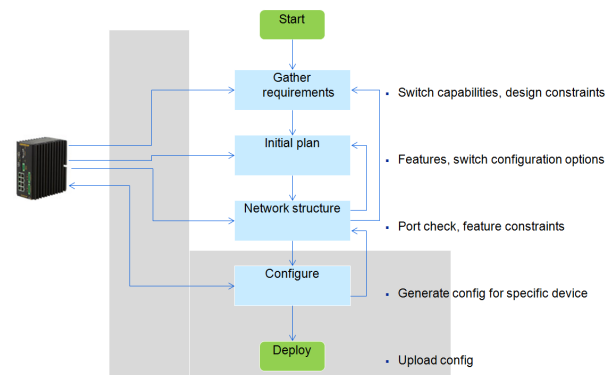 Start
Gather
requirements
Switch capabilities, design constraints
Initial plan
Features, switch configuration options
Network structure
Port check, feature constraints
Configure
Generate config for specific device
Deploy
Upload config